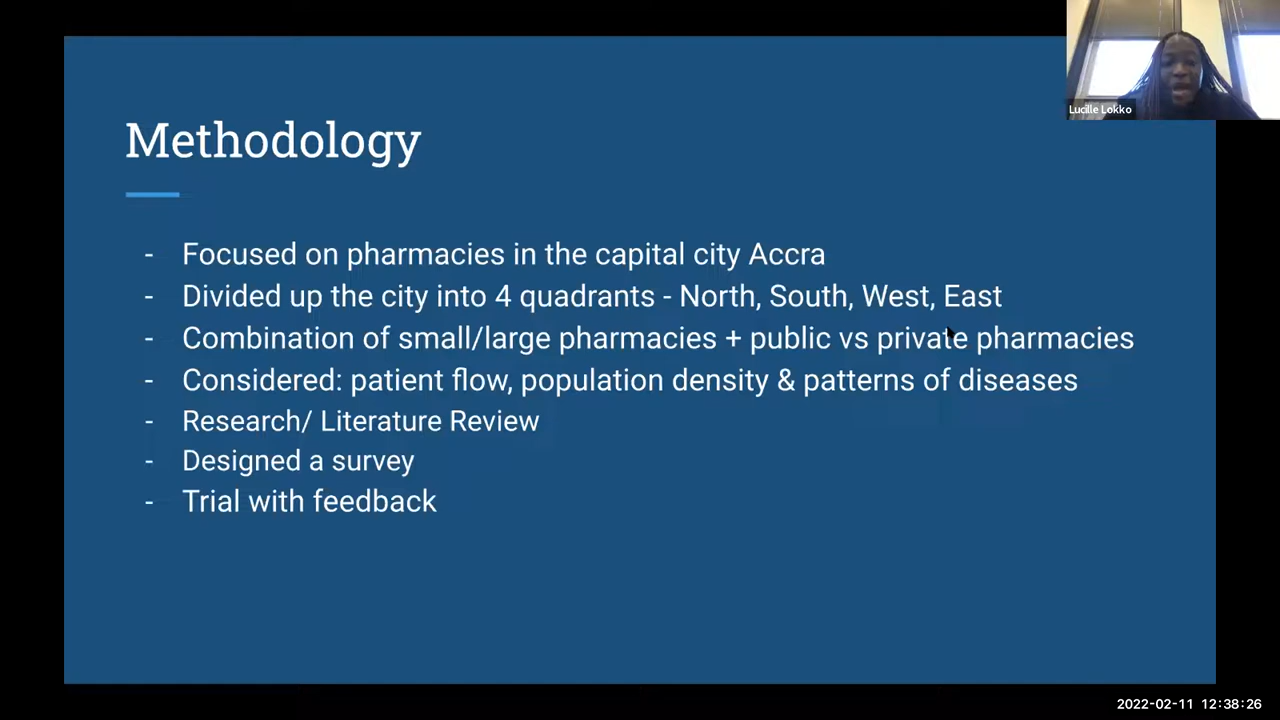 Lucille Lokko
Methodology
- Focused on pharmacies in the capital city Accra
- Divided up the city into 4 quadrants - North, South, West, East
- Combination of small/large pharmacies + public vs private pharmacies
- Considered: patient flow, population density & patterns of diseases
- Research/ Literature Review
- Designed a survey
- Trial with feedback
2022-02-11 12:38:26